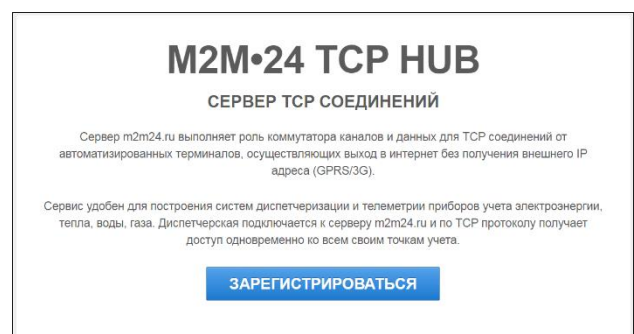 M2M•24 TCP HUB
СЕРВЕР TCP СОЕДИНЕНИЙ
Сервер m2m24.ru выполняет роль коммутатора каналов и данных для TCP соединений от
автоматизированных терминалов, осуществляющих выход в интернет без получения внешнего IP
адреса (GPRS/3G).
Сервис удобен для построения систем диспетчеризации и телеметрии приборов учета электроэнергии,
тепла, воды, газа. Диспетчерская подключается к серверу m2m24.ru и по TCP протоколу получает
доступ одновременно ко всем своим точкам учета.
ЗАРЕГИСТРИРОВАТЬСЯ